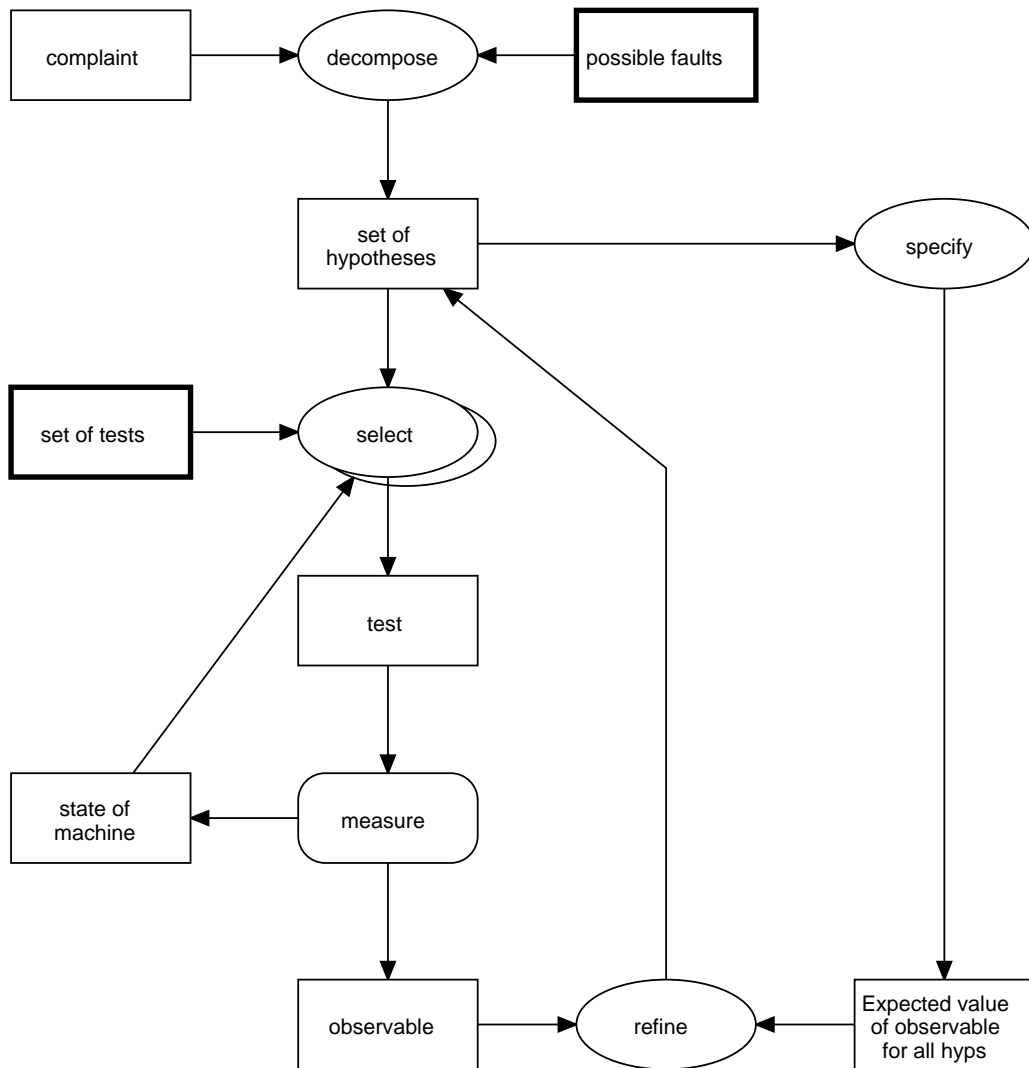 complaint
decompose
possible faults
set of
hypotheses
specify
set of tests
select
test
state of
machine
measure
observable
refine
Expected value
of observable
for all hyps